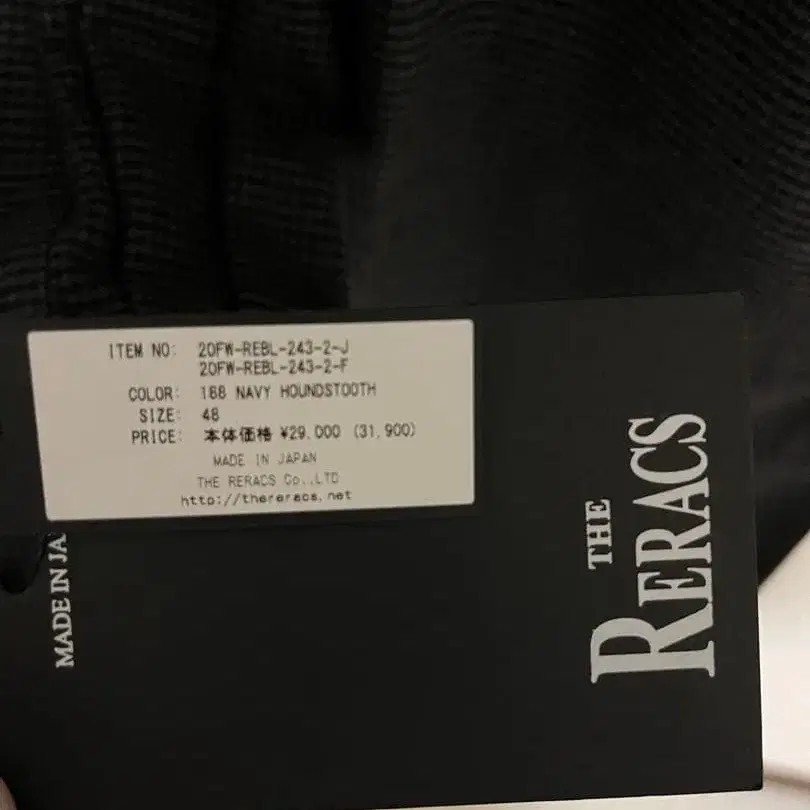 ITEM NO: 20FW-REBL-243-2-J
20FW-REBL-243-2-F
COLOR: 168 NAVY HOUNDSTOOTH
SIZE: 48
PRICE: 本体価格 ¥29,000 (31,900)
MADE IN JAPAN
THE RERACS Co.,LTD
http://thereracs.net
MADE IN JA
THE
RERACS